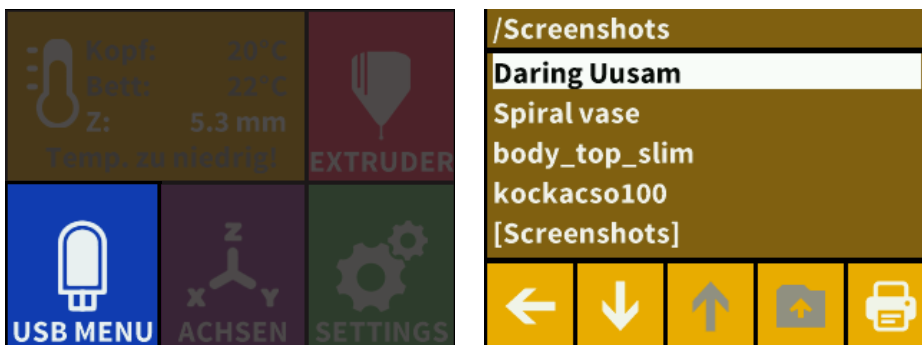 Kopf: 20°C
Bett: 22°C
Z: 5.3 mm
Temp. zu niedrig!
EXTRUDER
USB MENU
Z
X
Y
ACHSEN
SETTINGS
/Screenshots
Daring Uusam
Spiral vase
body_top_slim
kockacso100
[Screenshots]